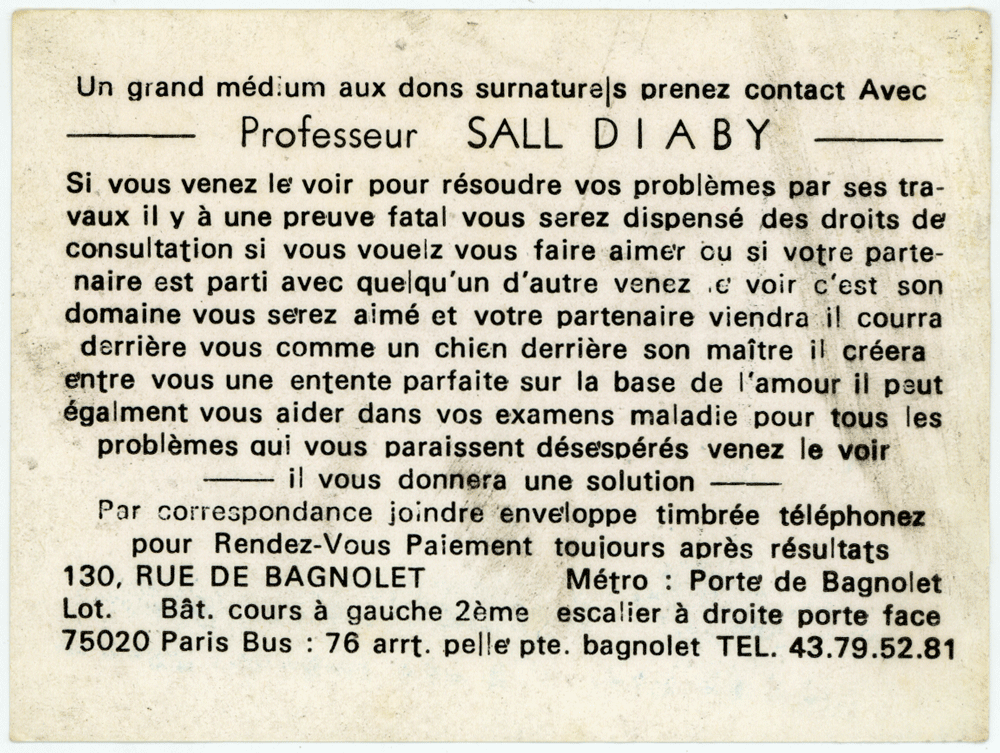 Un grand médium aux dons surnaturels prenez contact Avec
Professeur SALL DIABY
Si vous venez le voir pour résoudre vos problèmes par ses tra-
vaux il y à une preuve fatal vous serez dispensé des droits de
consultation si vous vouelz vous faire aimer ou si votre parte-
naire est parti avec quelqu'un d'autre venez le voir c'est son
domaine vous serez aimé et votre partenaire viendra il courra
derrière vous comme un chien derrière son maître il créera
entre vous une entente parfaite sur la base de l'amour il peut
égalment vous aider dans vos examens maladie pour tous les
problèmes qui vous paraissent désespérés venez le voir
il vous donnera une solution
Par correspondance joindre enveloppe timbrée téléphonez
pour Rendez-Vous Paiement toujours après résultats
130, RUE DE BAGNOLET Métro : Porte de Bagnolet
Lot. Bât. cours à gauche 2ème escalier à droite porte face
75020 Paris Bus : 76 arrt. pelle pte. bagnolet TEL. 43.79.52.81